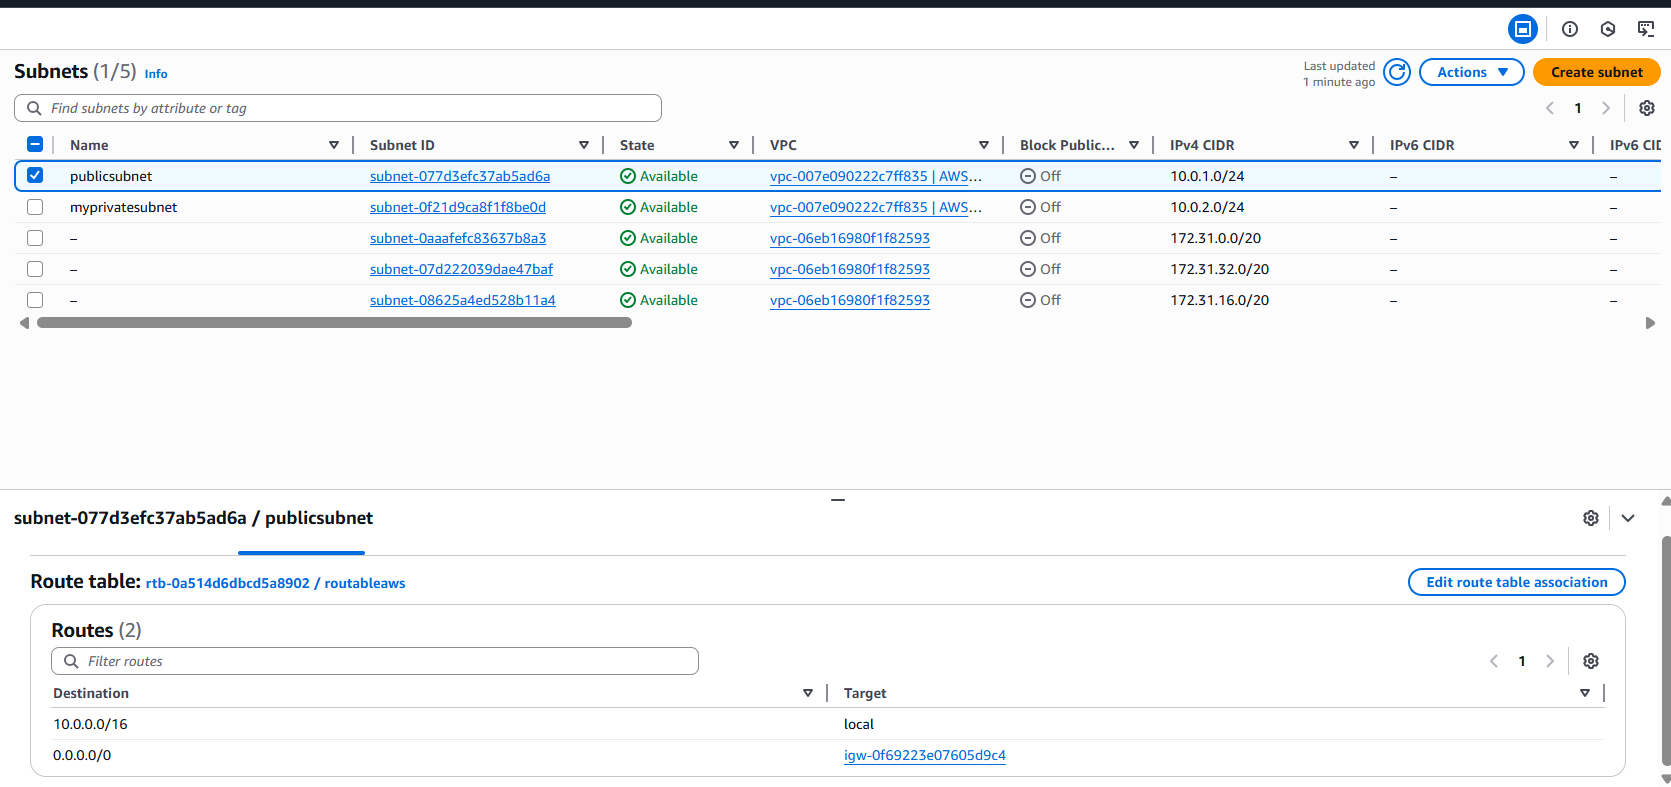 Subnets (1/5) Info
Last updated
1 minute ago
Actions
Create subnet
Find subnets by attribute or tag
1
Name Subnet ID State VPC Block Public... IPv4 CIDR IPv6 CIDR IPv6 CID
publicsubnet subnet-077d3efc37ab5ad6a Available vpc-007e090222c7ff835 | AWS... Off 10.0.1.0/24 – –
myprivatesubnet subnet-0f21d9ca8f1f8be0d Available vpc-007e090222c7ff835 | AWS... Off 10.0.2.0/24 – –
– subnet-0aaafefc83637b8a3 Available vpc-06eb16980f1f82593 Off 172.31.0.0/20 – –
– subnet-07d222039dae47baf Available vpc-06eb16980f1f82593 Off 172.31.32.0/20 – –
– subnet-08625a4ed528b11a4 Available vpc-06eb16980f1f82593 Off 172.31.16.0/20 – –
subnet-077d3efc37ab5ad6a / publicsubnet
Route table: rtb-0a514d6dbcd5a8902 / routableaws
Edit route table association
Routes (2)
Filter routes
1
Destination Target
10.0.0.0/16 local
0.0.0.0/0 igw-0f69223e07605d9c4